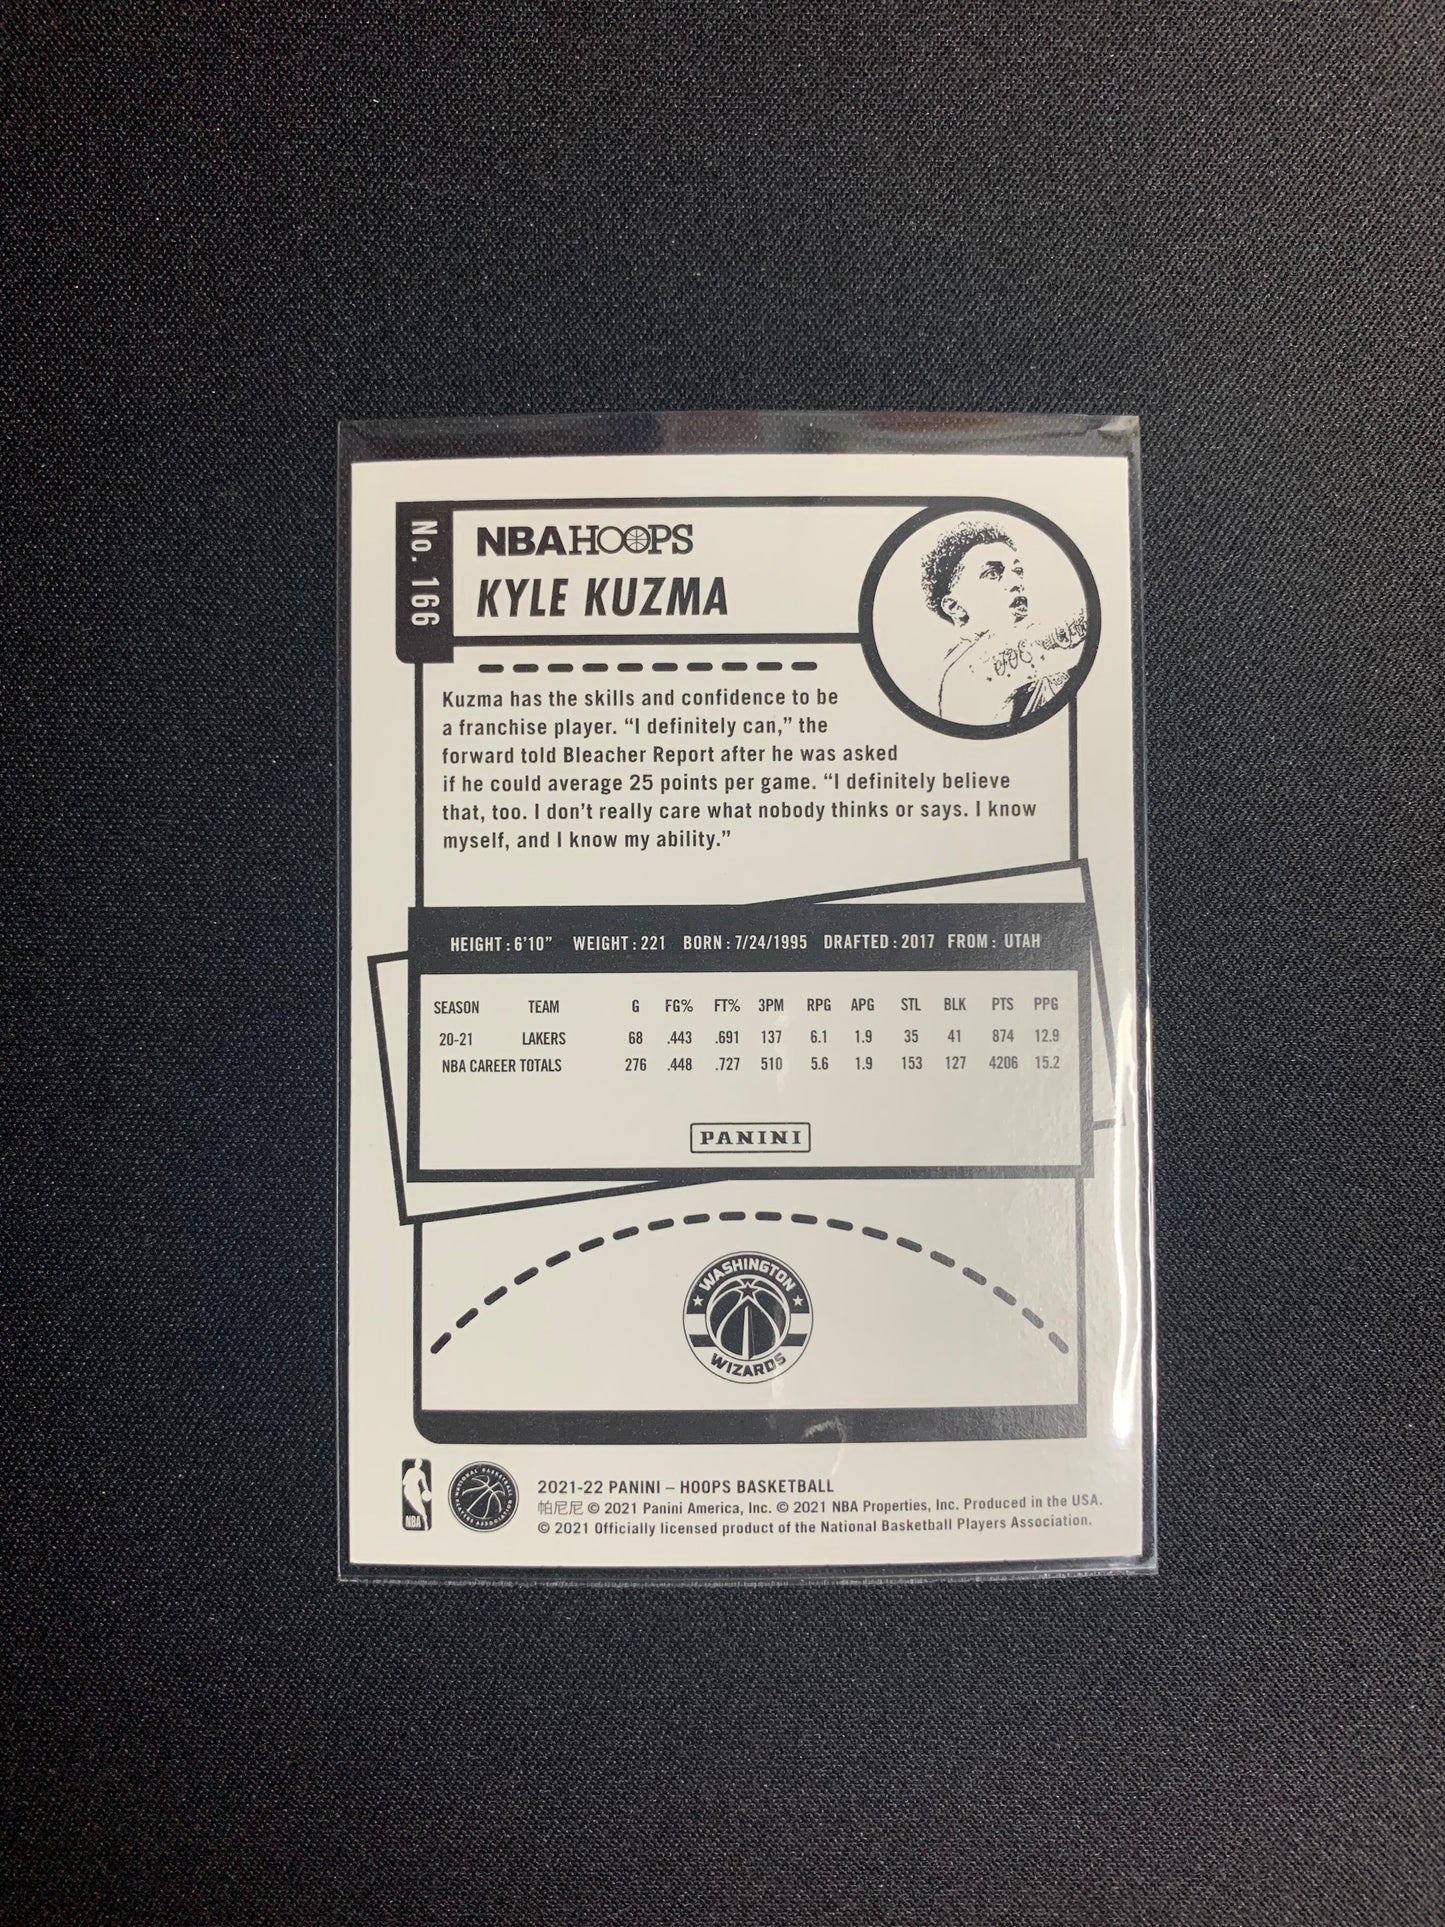 No. 166
NBA HOOPS
KYLE KUZMA
Kuzma has the skills and confidence to be
a franchise player. “I definitely can,” the
forward told Bleacher Report after he was asked
if he could average 25 points per game. “I definitely believe
that, too. I don’t really care what nobody thinks or says. I know
myself, and I know my ability.”
HEIGHT : 6’10” WEIGHT : 221 BORN : 7/24/1995 DRAFTED : 2017 FROM : UTAH
SEASON TEAM G FG% FT% 3PM RPG APG STL BLK PTS PPG
20-21 LAKERS 68 .443 .691 137 6.1 1.9 35 41 874 12.9
NBA CAREER TOTALS 276 .448 .727 510 5.6 1.9 153 127 4206 15.2
PANINI
WASHINGTON
WIZARDS
NBA
NATIONAL BASKETBALL
PLAYERS ASSOCIATION
2021-22 PANINI – HOOPS BASKETBALL
帕尼尼 © 2021 Panini America, Inc. © 2021 NBA Properties, Inc. Produced in the USA.
© 2021 Officially licensed product of the National Basketball Players Association.